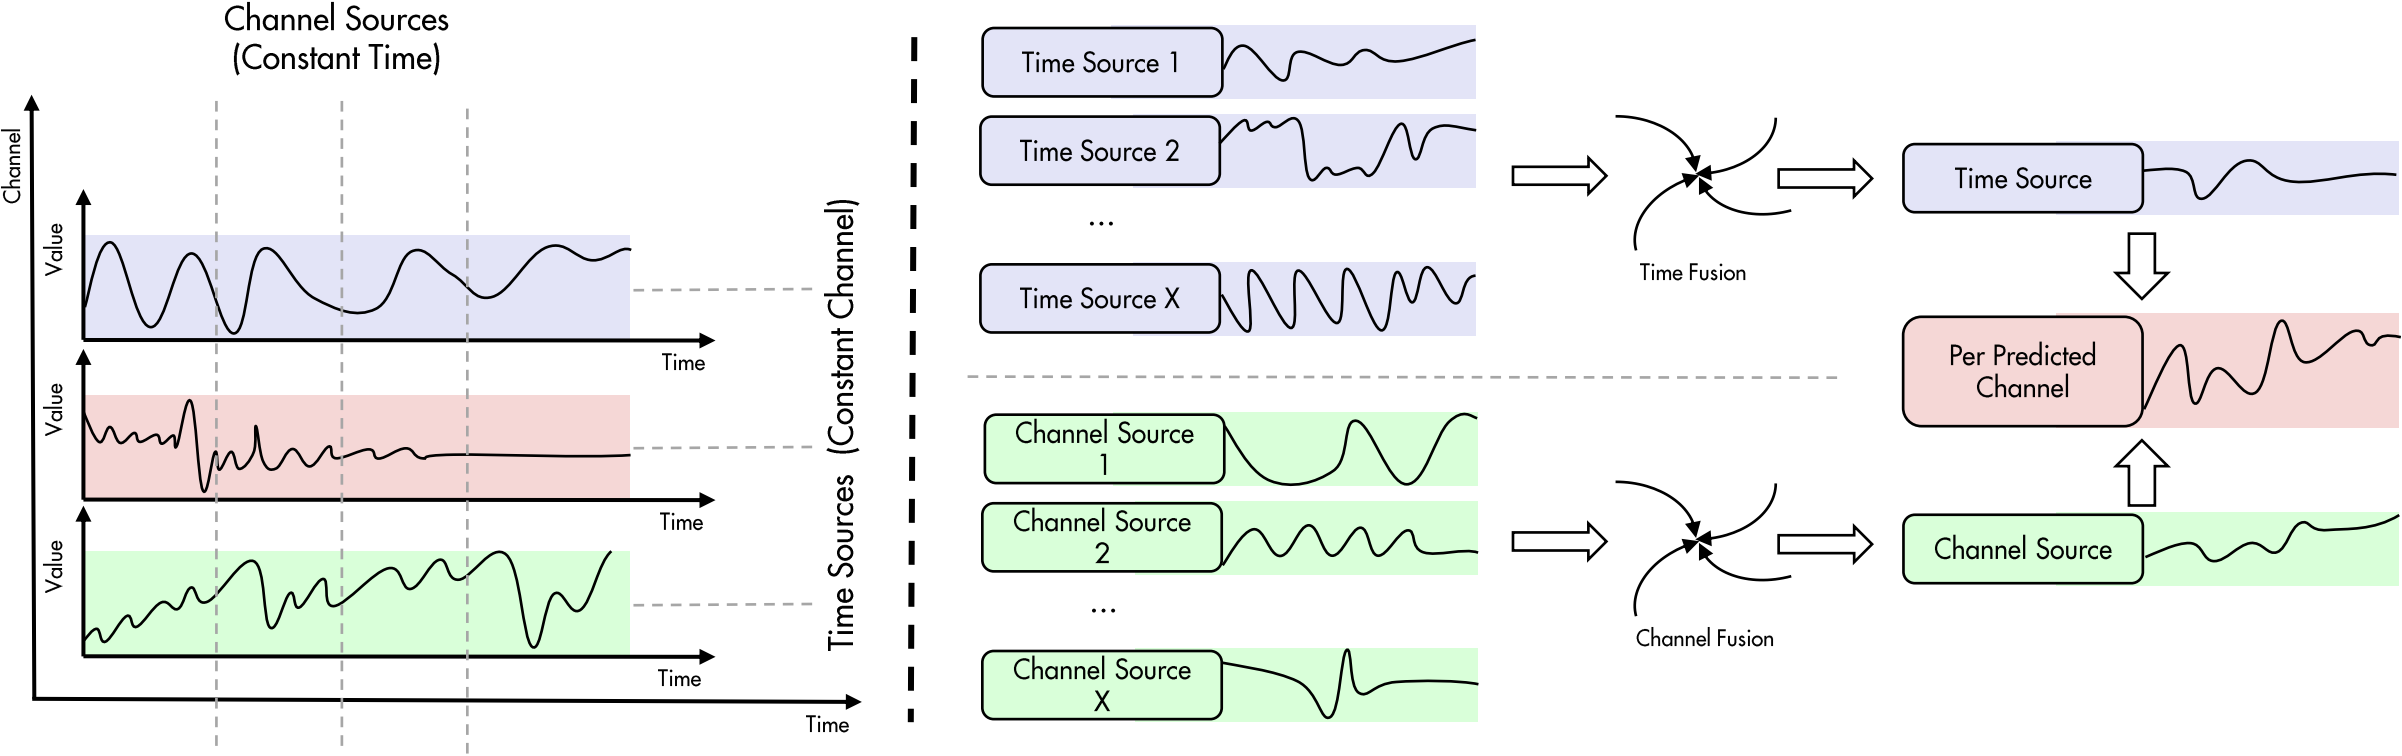 Channel Sources
(Constant Time)
Channel
Value
Time
Value
Time
Value
Time
Time
Time Sources (Constant Channel)
Time Source 1
Time Source 2
...
Time Source X
Channel Source
1
Channel Source
2
...
Channel Source
X
Time Fusion
Channel Fusion
Time Source
Per Predicted
Channel
Channel Source